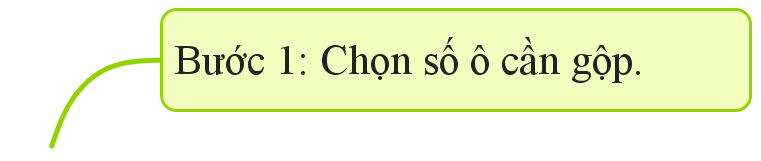 Bước 1: Chọn số ô cần gộp.